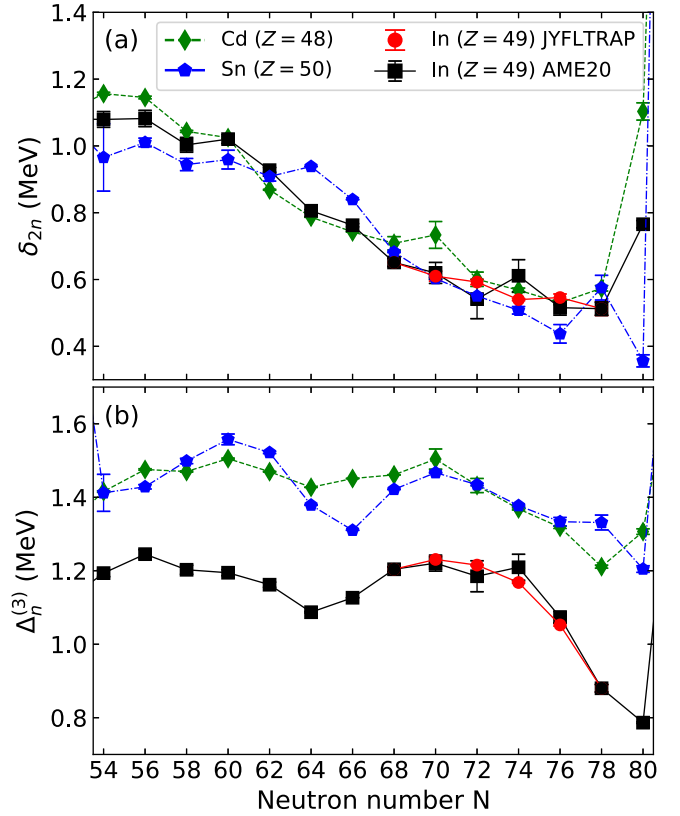 (a)
Cd (Z = 48)
Sn (Z = 50)
In (Z = 49) JYFLTRAP
In (Z = 49) AME20
1.4
1.2
1.0
0.8
0.6
0.4
δ2n (MeV)
(b)
1.6
1.4
1.2
1.0
0.8
Δn(3) (MeV)
54 56 58 60 62 64 66 68 70 72 74 76 78 80
Neutron number N